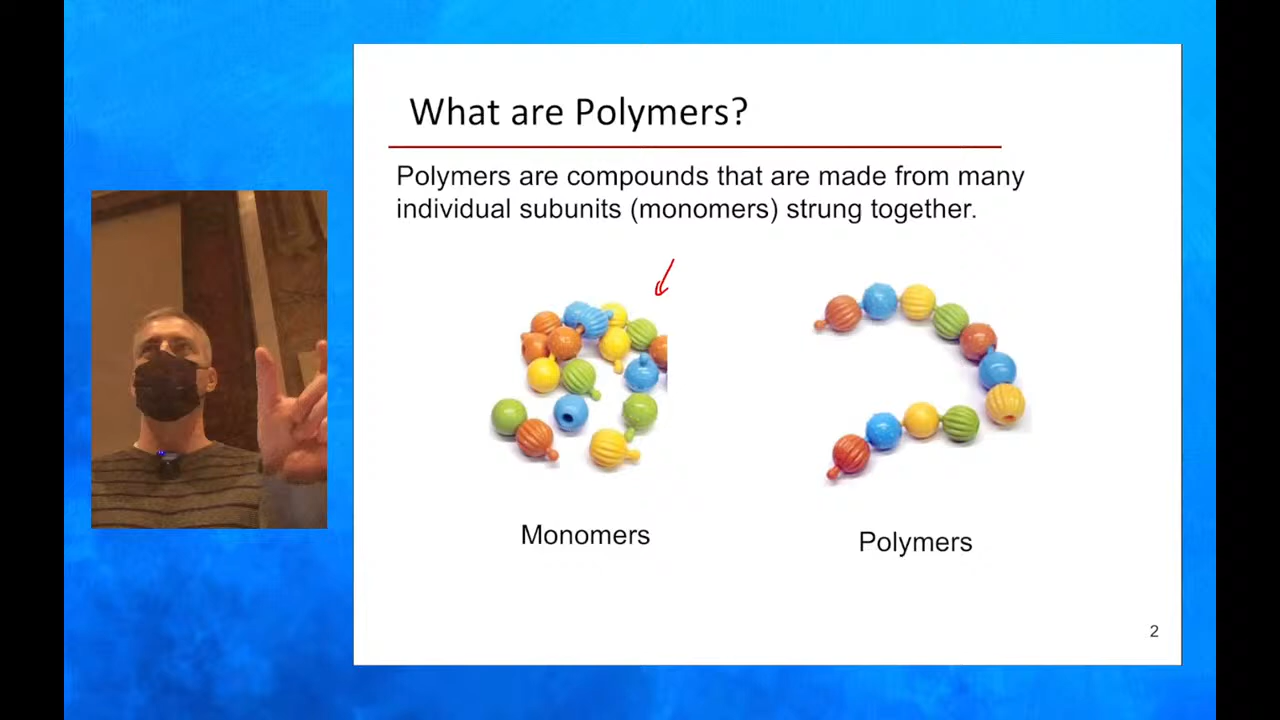 What are Polymers?
Polymers are compounds that are made from many
individual subunits (monomers) strung together.
Monomers
Polymers
2